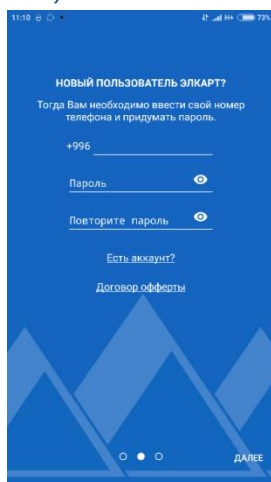 11:10
H+
73%
НОВЫЙ ПОЛЬЗОВАТЕЛЬ ЭЛКАРТ?
Тогда Вам необходимо ввести свой номер
телефона и придумать пароль.
+996
Пароль
Повторите пароль
Есть аккаунт?
Договор офферты
ДАЛЕЕ